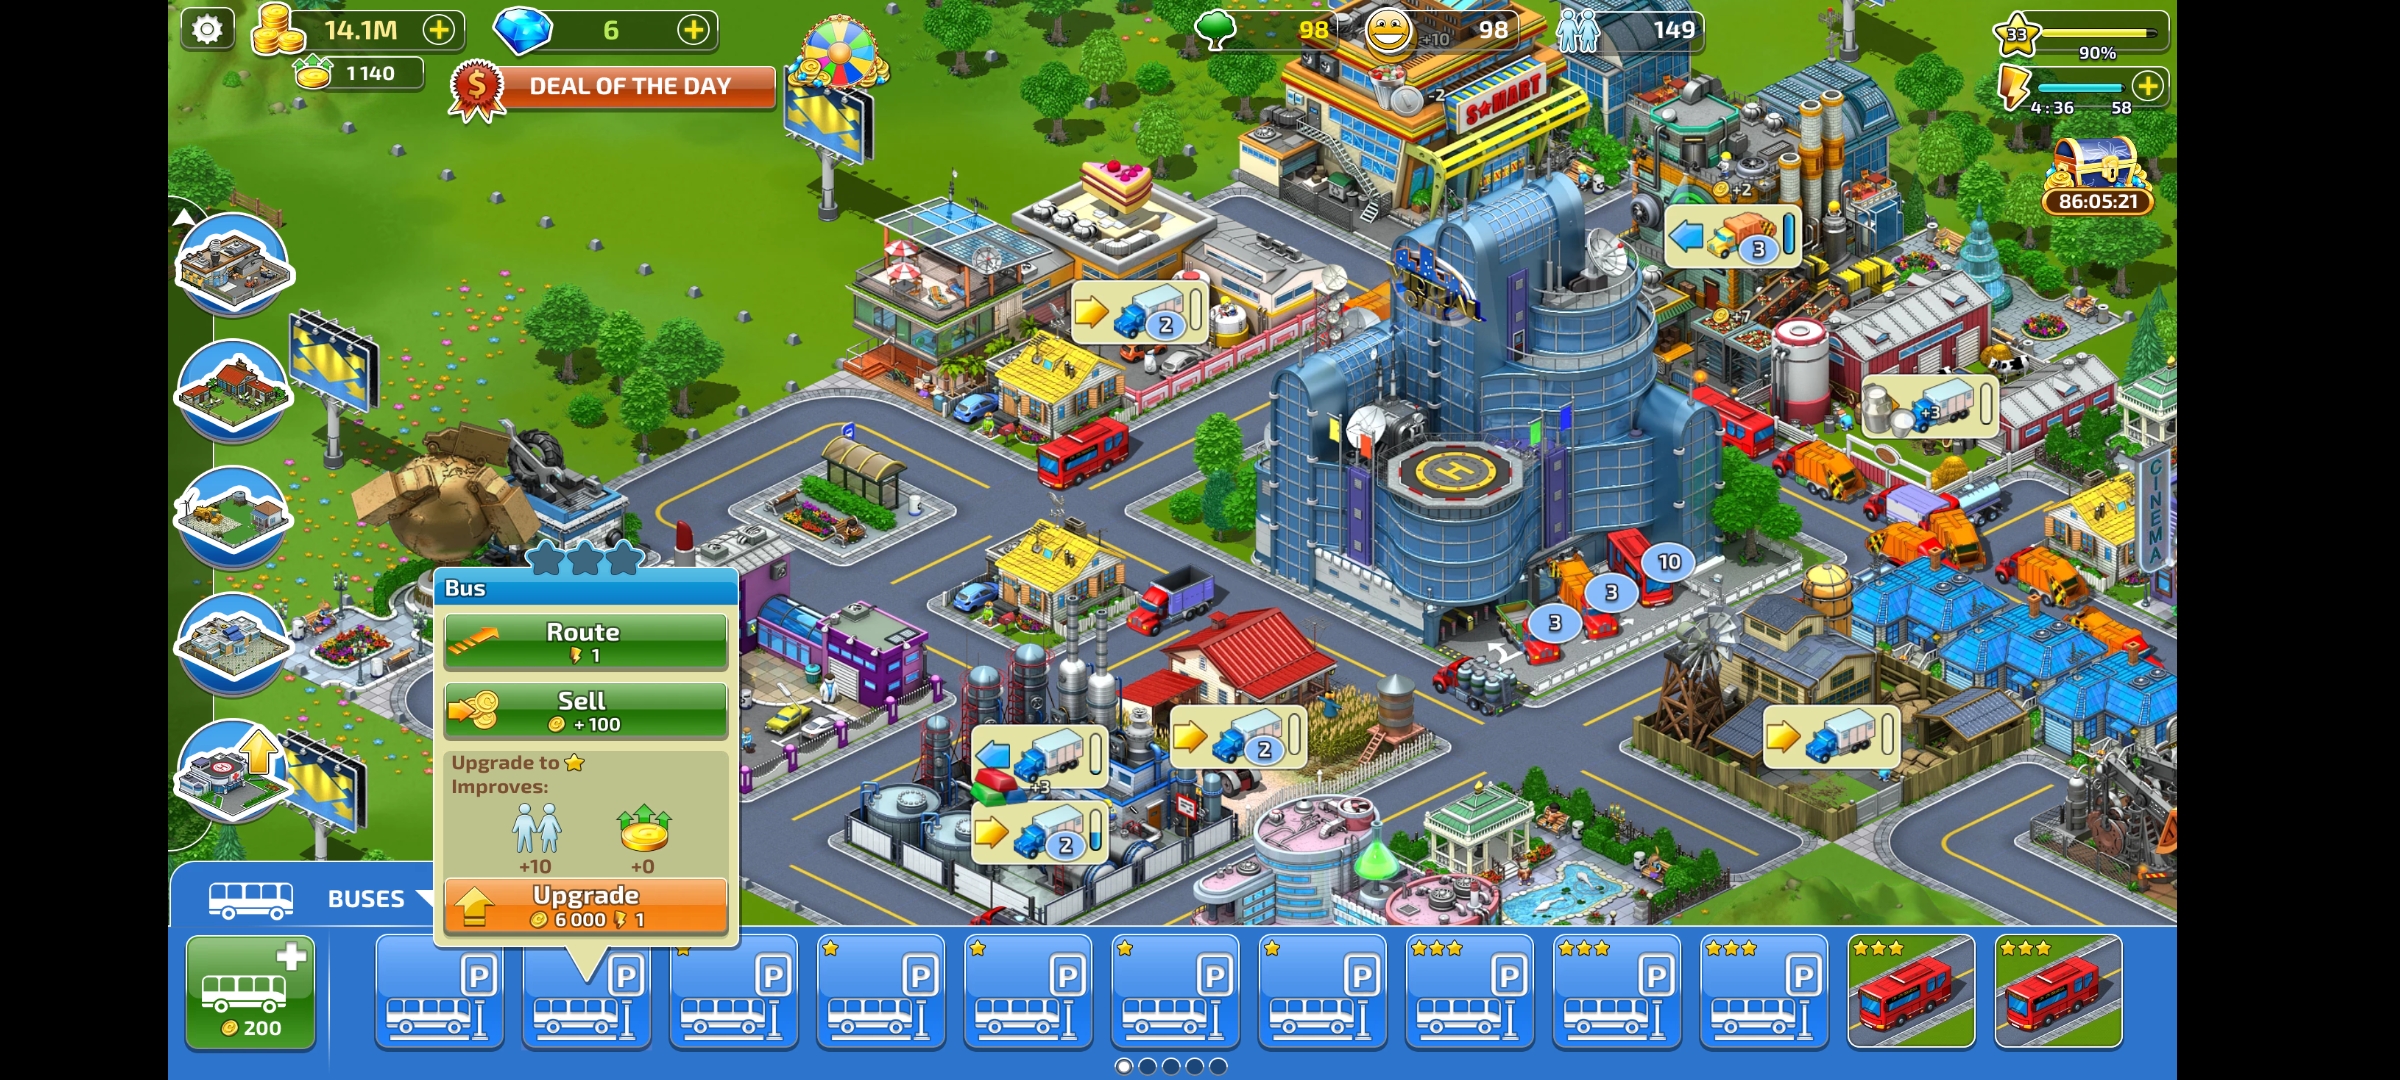 14.1M
6
98
+10
98
149
33
90%
1 140
DEAL OF THE DAY
4:36
58
-2
S★MART
86:05:21
+2
3
2
+7
+3
H
CINEMA
10
3
3
Bus
Route
1
Sell
+ 100
Upgrade to
Improves:
+10
+0
Upgrade
6 000 1
2
+3
2
BUSES
200
P
P
P
P
P
P
P
P
P
P